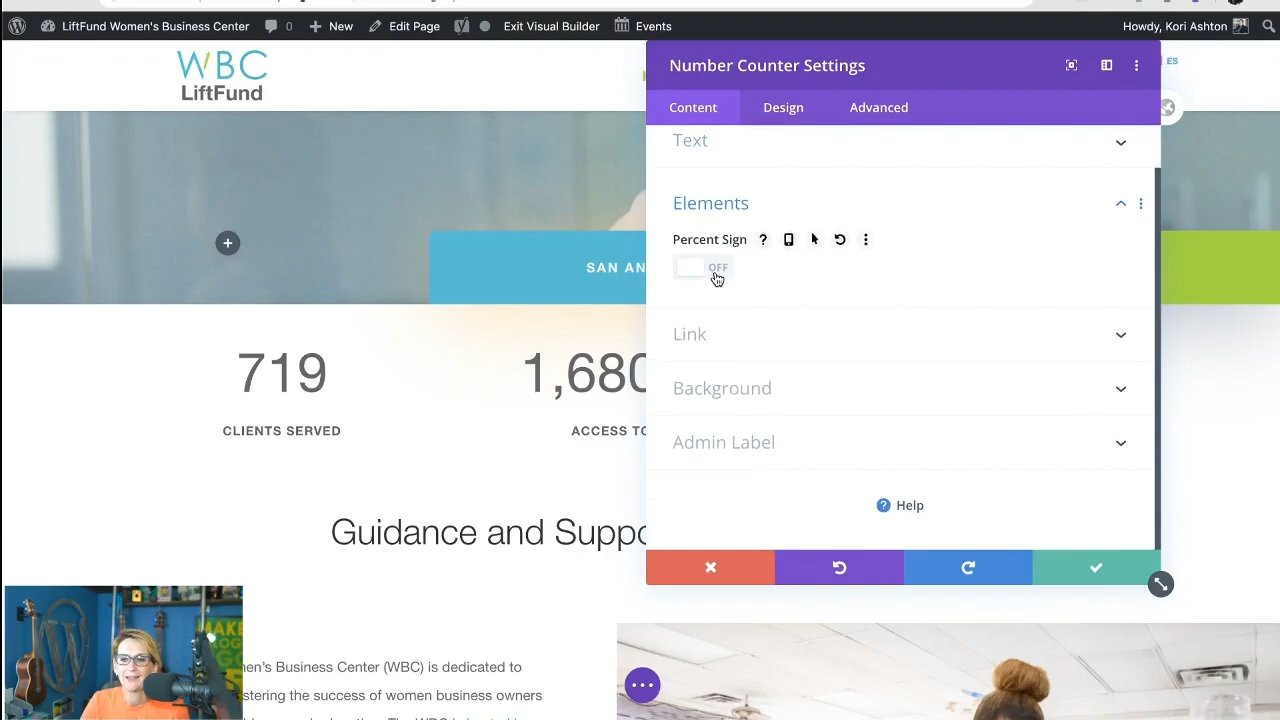 LiftFund Women's Business Center
0
New
Edit Page
Exit Visual Builder
Events
Howdy, Kori Ashton
WBC
LiftFund
ES
Number Counter Settings
Content
Design
Advanced
Text
Elements
Percent Sign
?
OFF
SAN AN
Link
Background
Admin Label
? Help
719
1,680
CLIENTS SERVED
ACCESS TO
Guidance and Suppo
MAKE
men's Business Center (WBC) is dedicated to
stering the success of women business owners